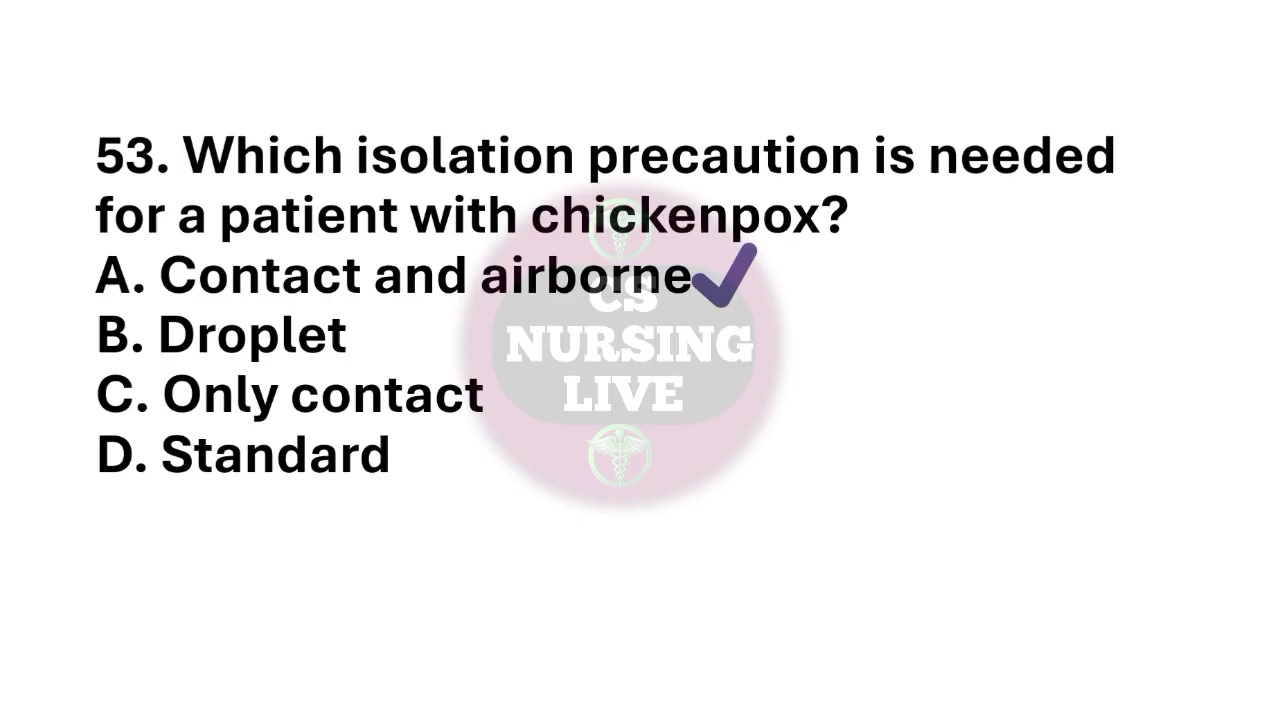 53. Which isolation precaution is needed
for a patient with chickenpox?
A. Contact and airborne
B. Droplet
C. Only contact
D. Standard
CS
NURSING
LIVE